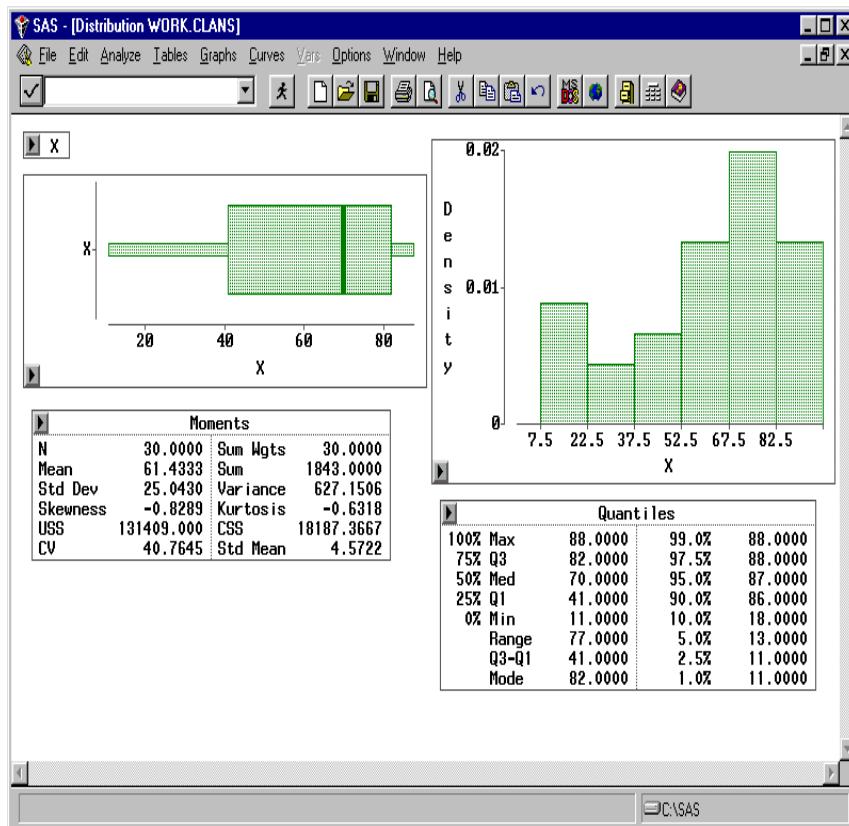 SAS - [Distribution WORK.CLANS]
File Edit Analyze Tables Graphs Curves Vars Options Window Help
MS DOS
X
X
20 40 60 80
X
0.02
0.01
0
Density
7.5 22.5 37.5 52.5 67.5 82.5
X
Moments
N 30.0000 Sum Wgts 30.0000
Mean 61.4333 Sum 1843.0000
Std Dev 25.0430 Variance 627.1506
Skewness -0.8289 Kurtosis -0.6318
USS 131409.000 CSS 18187.3667
CV 40.7645 Std Mean 4.5722
Quantiles
100% Max 88.0000 99.0% 88.0000
75% Q3 82.0000 97.5% 88.0000
50% Med 70.0000 95.0% 87.0000
25% Q1 41.0000 90.0% 86.0000
0% Min 11.0000 10.0% 18.0000
Range 77.0000 5.0% 13.0000
Q3-Q1 41.0000 2.5% 11.0000
Mode 82.0000 1.0% 11.0000
C:\SAS